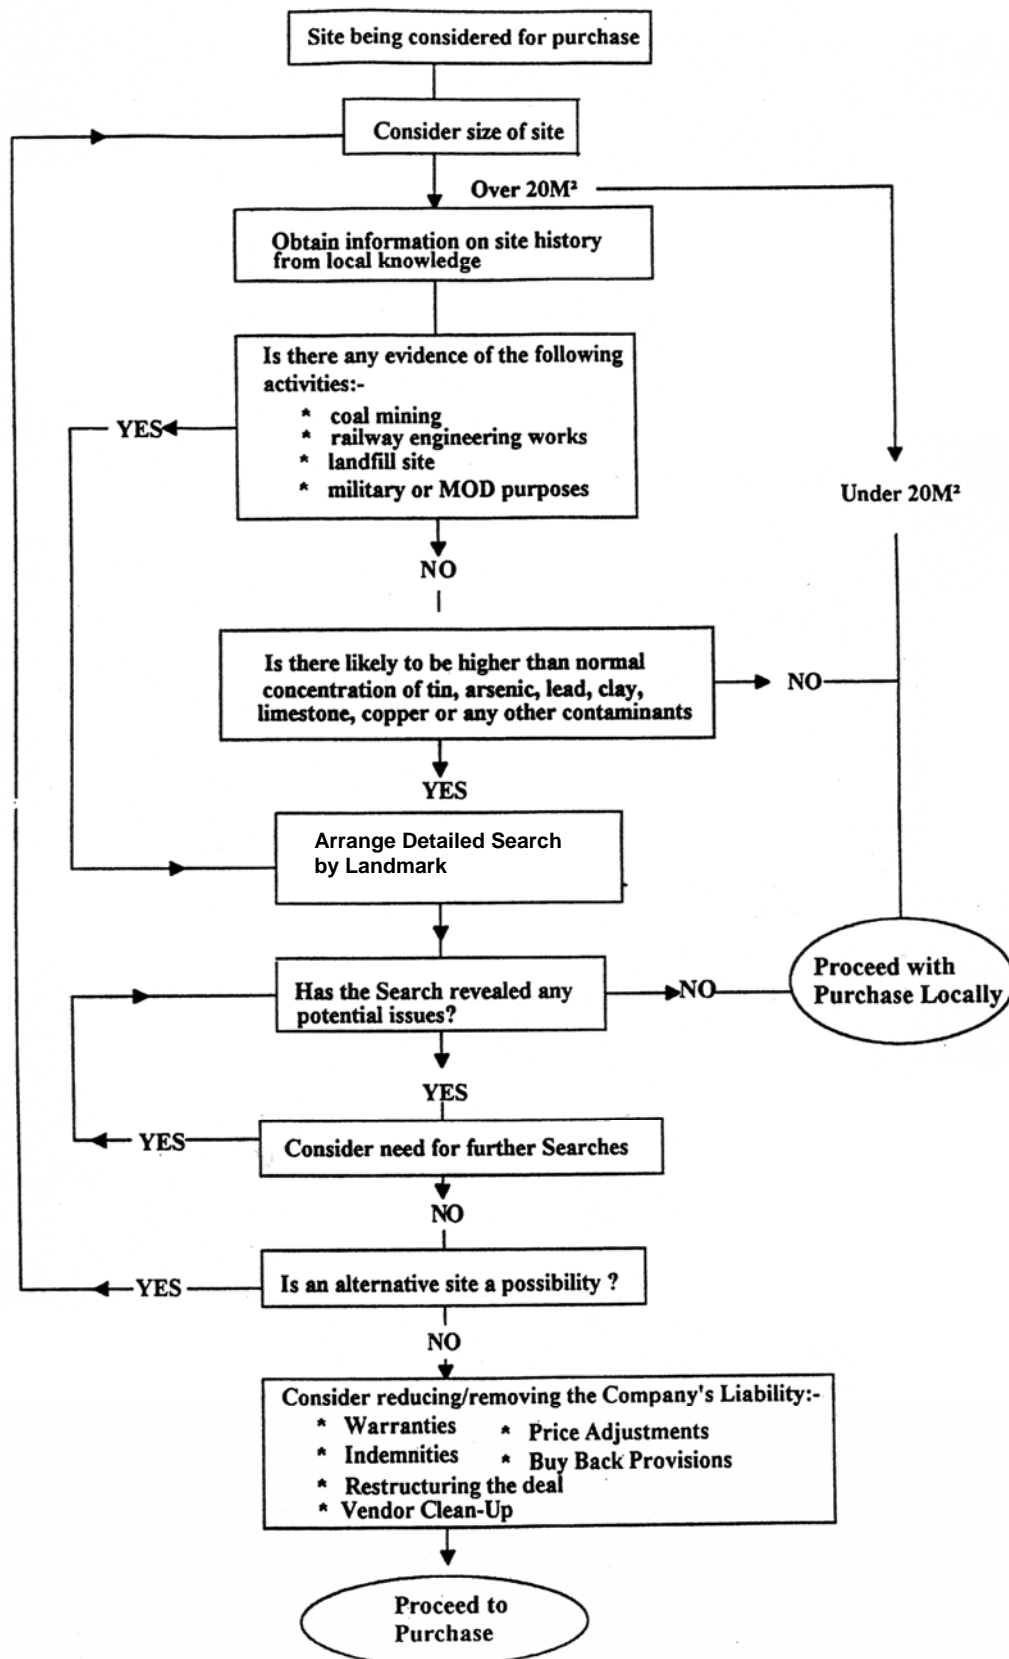 Site being considered for purchase
Consider size of site
Over 20M²
Obtain information on site history
from local knowledge
Is there any evidence of the following
activities:-
* coal mining
* railway engineering works
* landfill site
* military or MOD purposes
YES
Under 20M²
NO
Is there likely to be higher than normal
concentration of tin, arsenic, lead, clay,
limestone, copper or any other contaminants
NO
YES
Arrange Detailed Search
by Landmark
Has the Search revealed any
potential issues?
NO
Proceed with
Purchase Locally
YES
Consider need for further Searches
YES
NO
Is an alternative site a possibility ?
YES
NO
Consider reducing/removing the Company's Liability:-
* Warranties
* Price Adjustments
* Indemnities
* Buy Back Provisions
* Restructuring the deal
* Vendor Clean-Up
Proceed to
Purchase